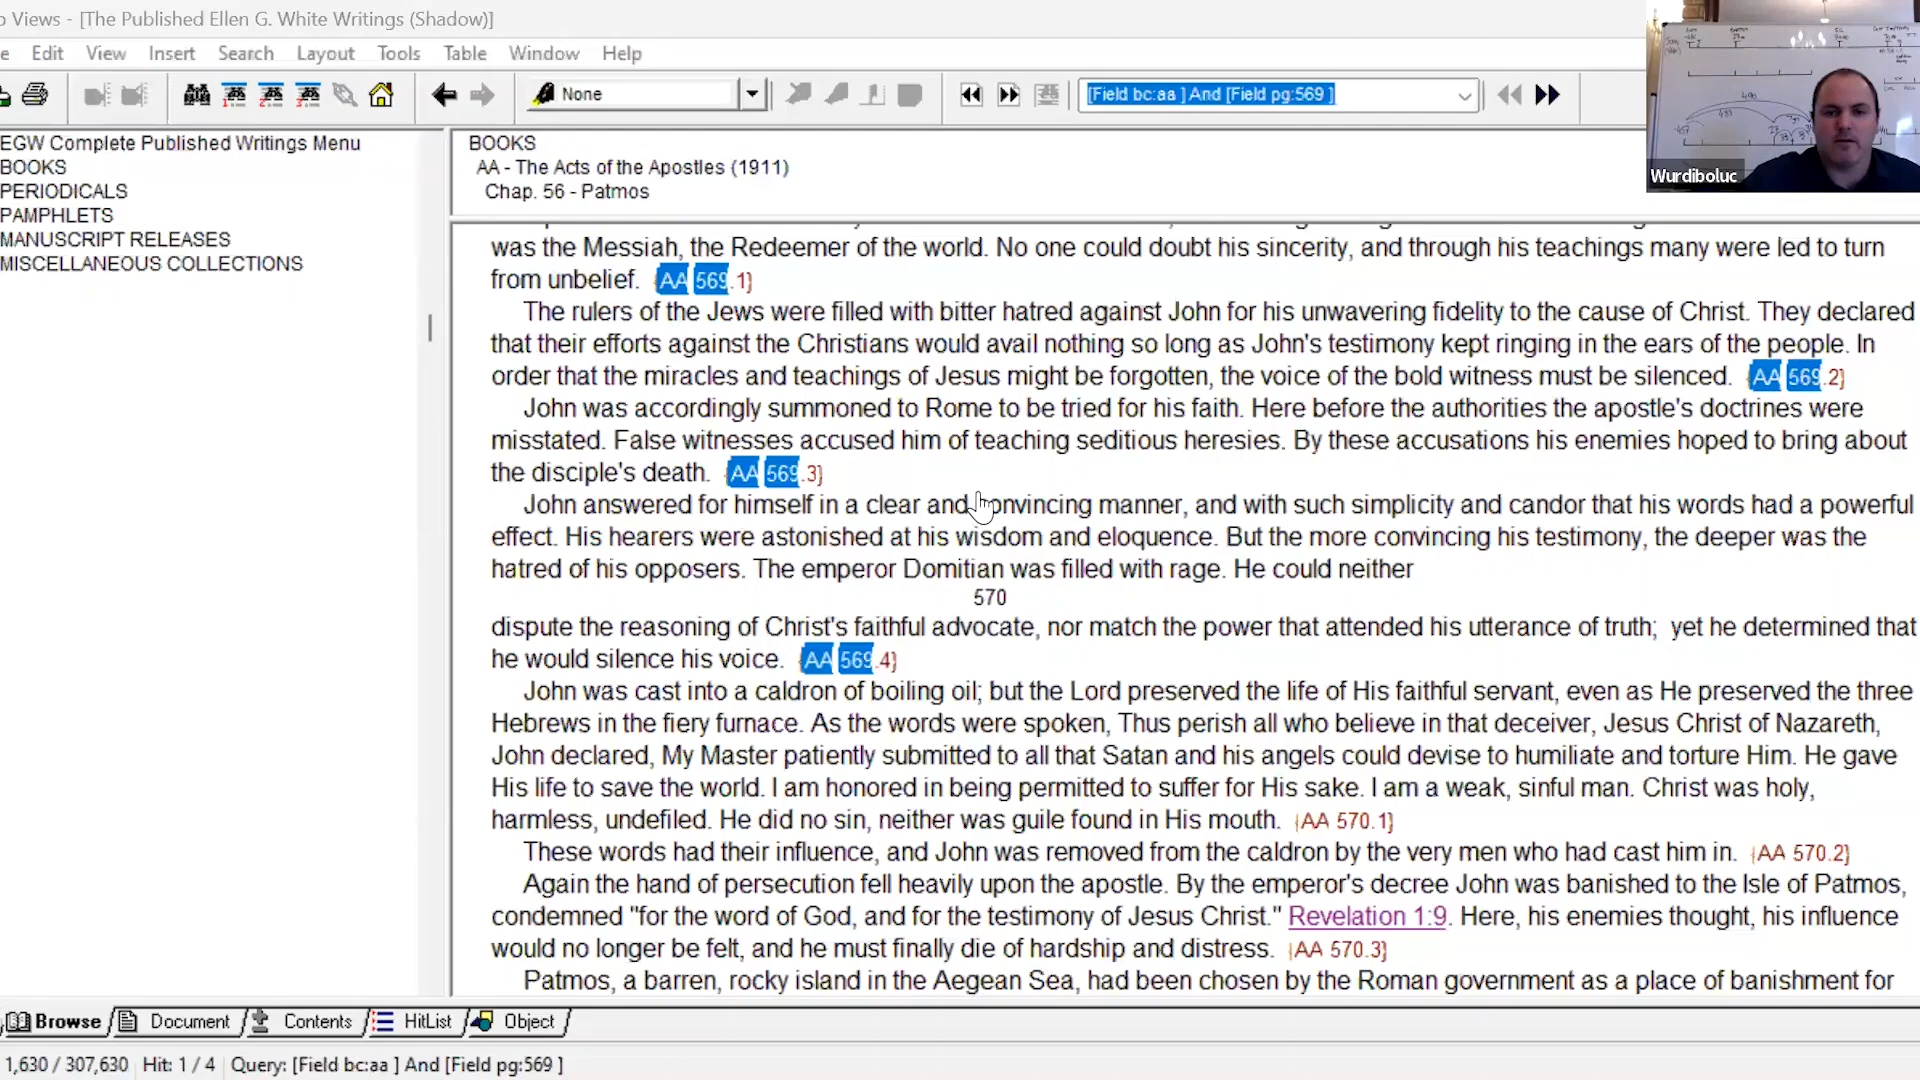 Views - [The Published Ellen G. White Writings (Shadow)]
Edit View Insert Search Layout Tools Table Window Help
None
[Field bc:aa ] And [Field pg:569 ]
EGW Complete Published Writings Menu
BOOKS
PERIODICALS
PAMPHLETS
MANUSCRIPT RELEASES
MISCELLANEOUS COLLECTIONS
BOOKS
AA - The Acts of the Apostles (1911)
Chap. 56 - Patmos
Wurdiboluc
was the Messiah, the Redeemer of the world. No one could doubt his sincerity, and through his teachings many were led to turn
from unbelief. {AA 569.1}
The rulers of the Jews were filled with bitter hatred against John for his unwavering fidelity to the cause of Christ. They declared
that their efforts against the Christians would avail nothing so long as John's testimony kept ringing in the ears of the people. In
order that the miracles and teachings of Jesus might be forgotten, the voice of the bold witness must be silenced. {AA 569.2}
John was accordingly summoned to Rome to be tried for his faith. Here before the authorities the apostle's doctrines were
misstated. False witnesses accused him of teaching seditious heresies. By these accusations his enemies hoped to bring about
the disciple's death. {AA 569.3}
John answered for himself in a clear and convincing manner, and with such simplicity and candor that his words had a powerful
effect. His hearers were astonished at his wisdom and eloquence. But the more convincing his testimony, the deeper was the
hatred of his opposers. The emperor Domitian was filled with rage. He could neither
570
dispute the reasoning of Christ's faithful advocate, nor match the power that attended his utterance of truth; yet he determined that
he would silence his voice. {AA 569.4}
John was cast into a caldron of boiling oil; but the Lord preserved the life of His faithful servant, even as He preserved the three
Hebrews in the fiery furnace. As the words were spoken, Thus perish all who believe in that deceiver, Jesus Christ of Nazareth,
John declared, My Master patiently submitted to all that Satan and his angels could devise to humiliate and torture Him. He gave
His life to save the world. I am honored in being permitted to suffer for His sake. I am a weak, sinful man. Christ was holy,
harmless, undefiled. He did no sin, neither was guile found in His mouth. {AA 570.1}
These words had their influence, and John was removed from the caldron by the very men who had cast him in. {AA 570.2}
Again the hand of persecution fell heavily upon the apostle. By the emperor's decree John was banished to the Isle of Patmos,
condemned "for the word of God, and for the testimony of Jesus Christ." Revelation 1:9. Here, his enemies thought, his influence
would no longer be felt, and he must finally die of hardship and distress. {AA 570.3}
Patmos, a barren, rocky island in the Aegean Sea, had been chosen by the Roman government as a place of banishment for
Browse Document Contents HitList Object
1,630 / 307,630 Hit: 1 / 4 Query: [Field bc:aa ] And [Field pg:569 ]